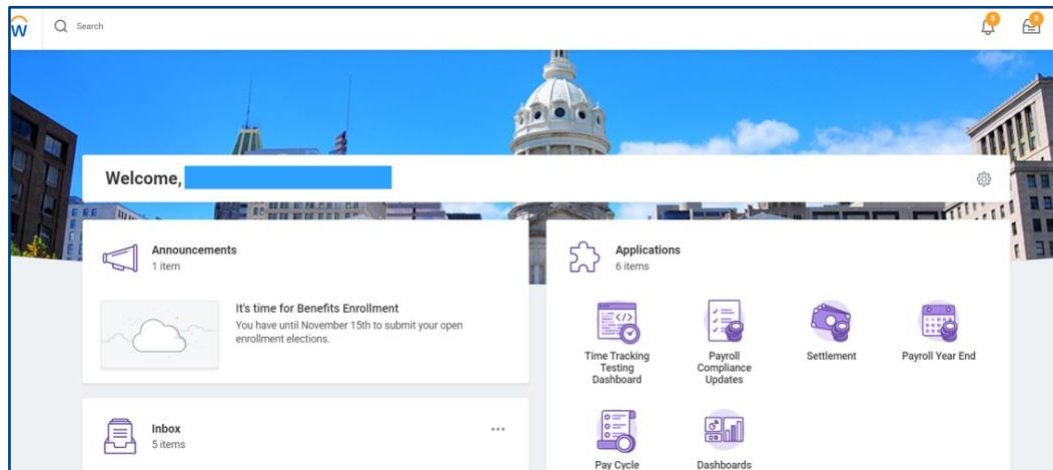 W
Search
5
5
Welcome,
Announcements
1 item
It's time for Benefits Enrollment
You have until November 15th to submit your open
enrollment elections.
Inbox
5 items
Applications
6 items
Time Tracking
Testing
Dashboard
Payroll
Compliance
Updates
Settlement
Payroll Year End
Pay Cycle
Dashboards